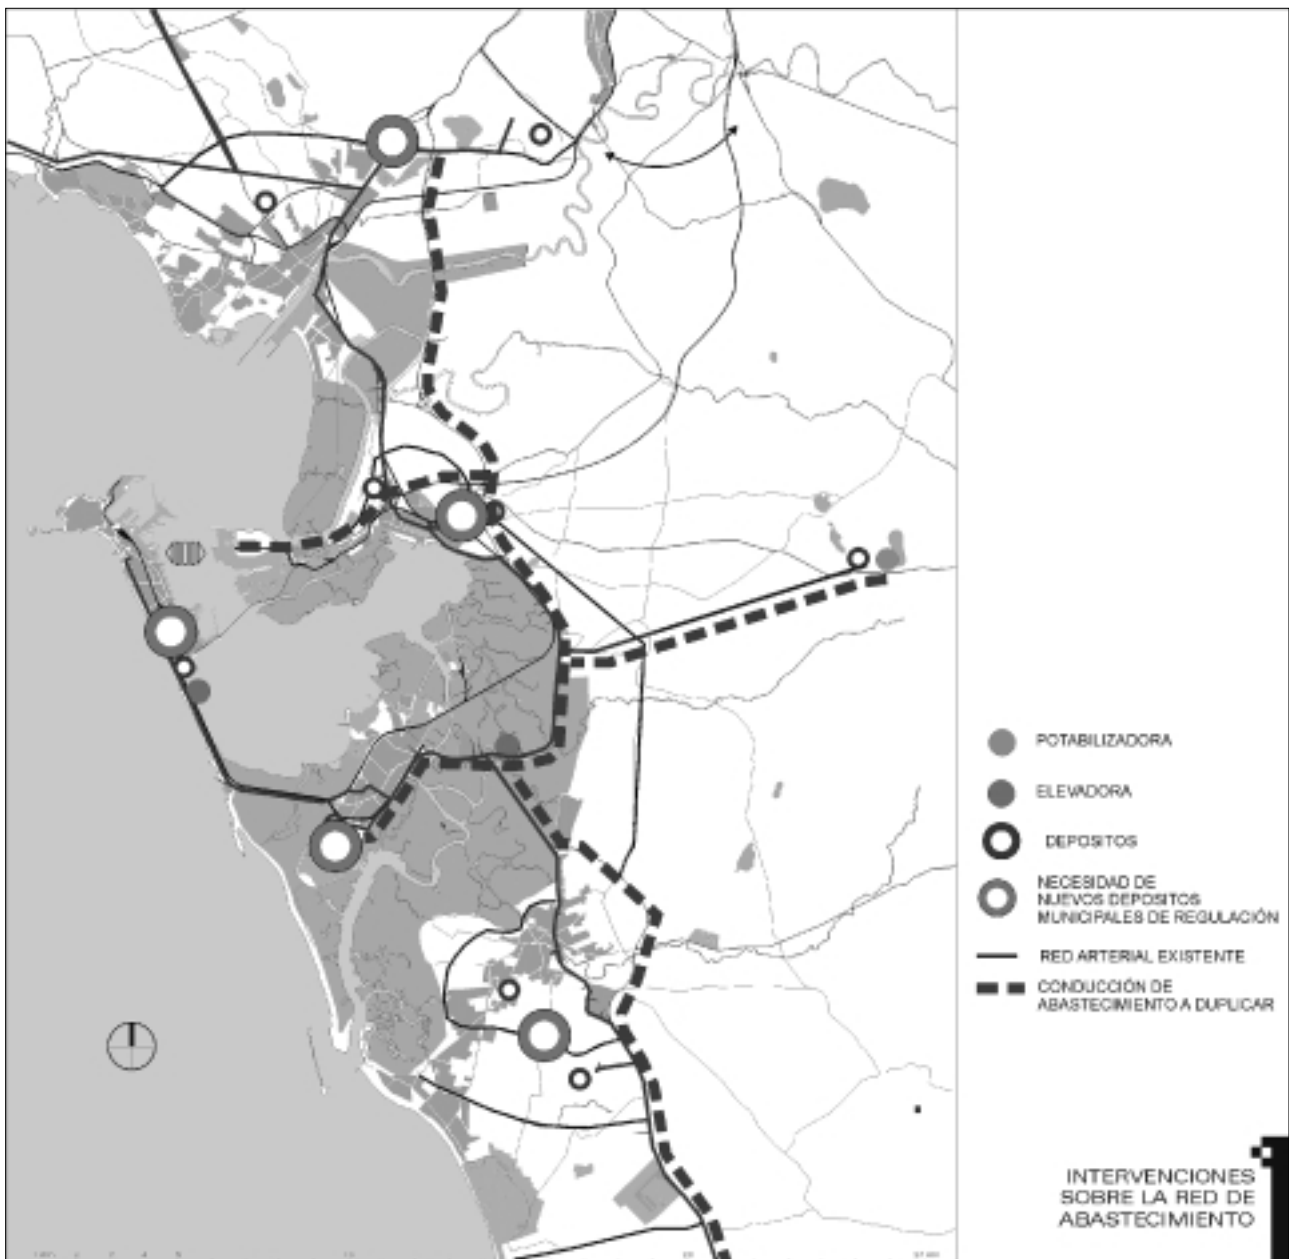 POTABILIZADORA
ELEVADORA
DEPOSITOS
NECESIDAD DE
NUEVOS DEPOSITOS
MUNICIPALES DE REGULACIÓN
RED ARTERIAL EXISTENTE
CONDUCCIÓN DE
ABASTECIMIENTO A DUPLICAR
INTERVENCIONES
SOBRE LA RED DE
ABASTECIMIENTO